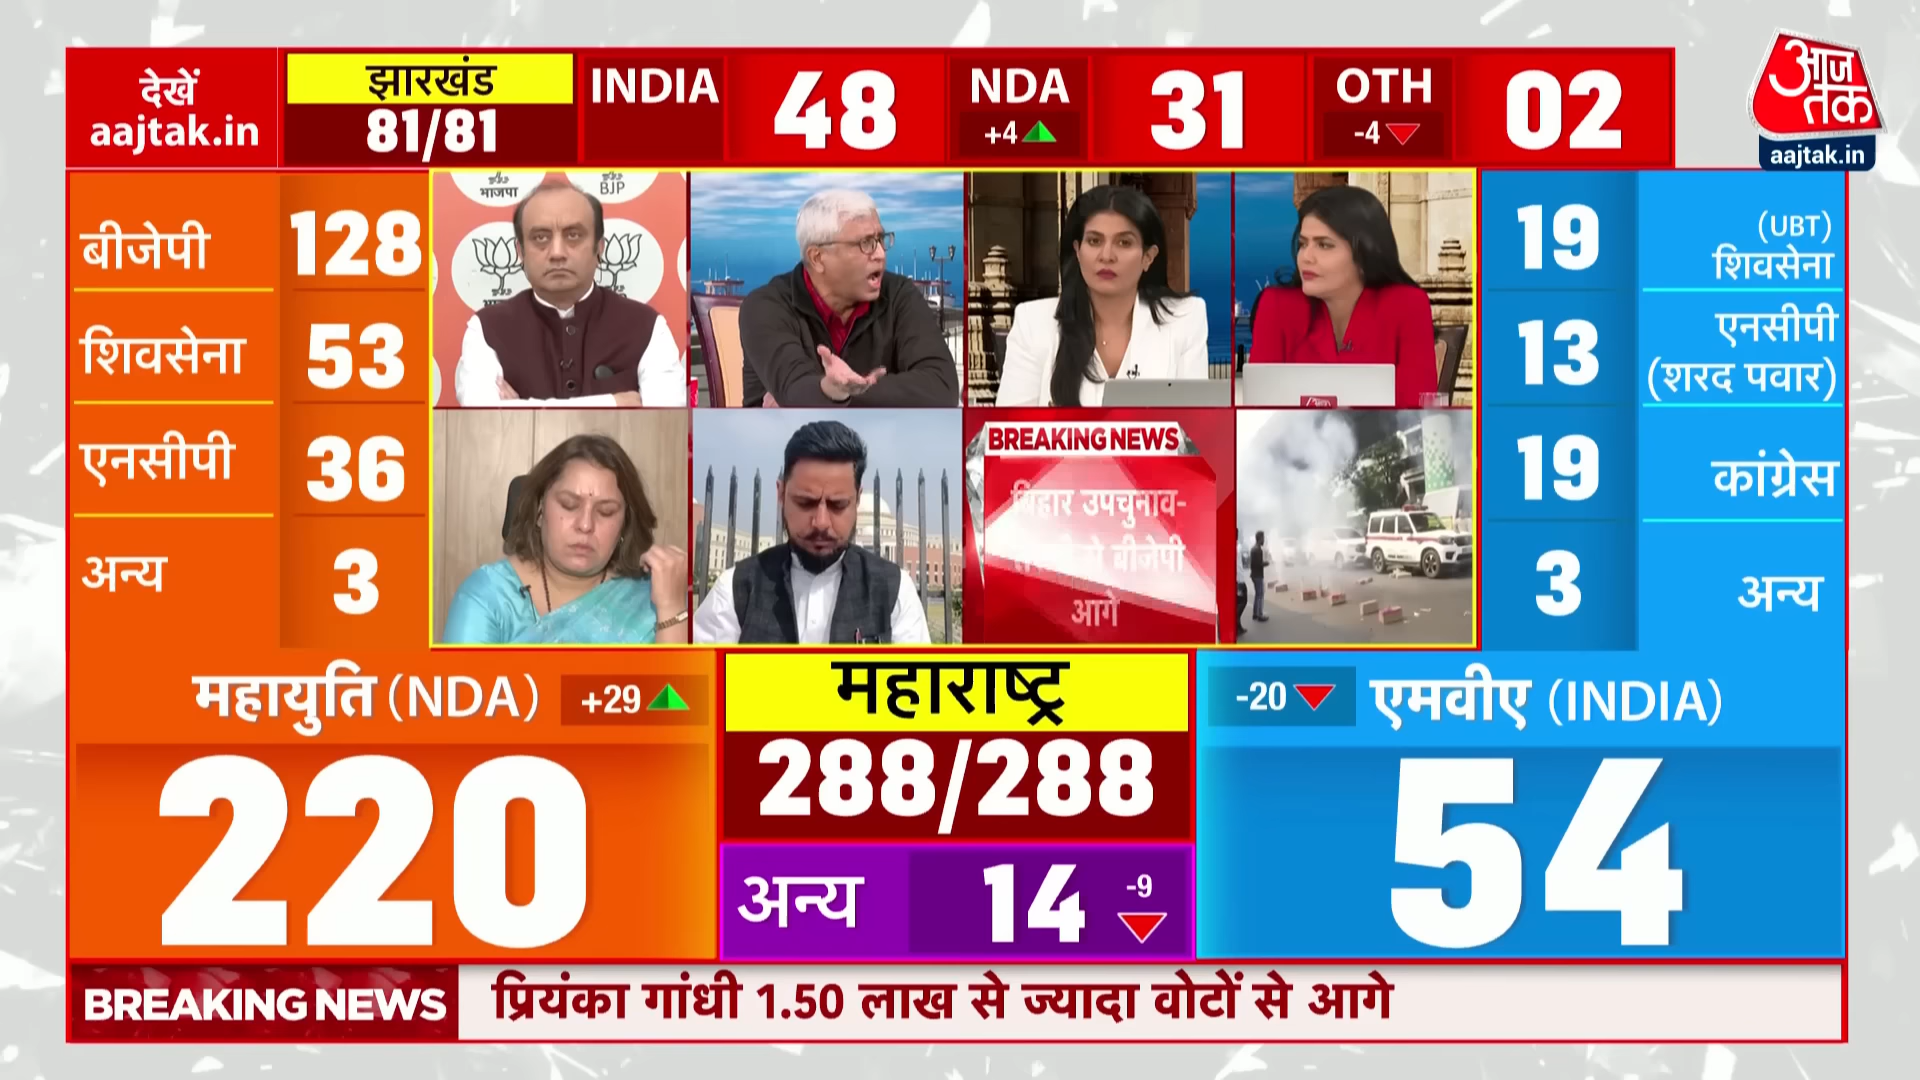 देखें
aajtak.in
झारखंड
81/81
INDIA
48
NDA
+4
31
OTH
-4
02
आज
तक
aajtak.in
बीजेपी
128
शिवसेना
53
एनसीपी
36
अन्य
3
भाजपा
BJP
BREAKING NEWS
बिहार उपचुनाव-
से बीजेपी
आगे
19
(UBT)
शिवसेना
13
एनसीपी
(शरद पवार)
19
कांग्रेस
3
अन्य
महायुति (NDA)
+29
220
महाराष्ट्र
288/288
अन्य
14
-9
-20
एमवीए (INDIA)
54
BREAKING NEWS
प्रियंका गांधी 1.50 लाख से ज्यादा वोटों से आगे